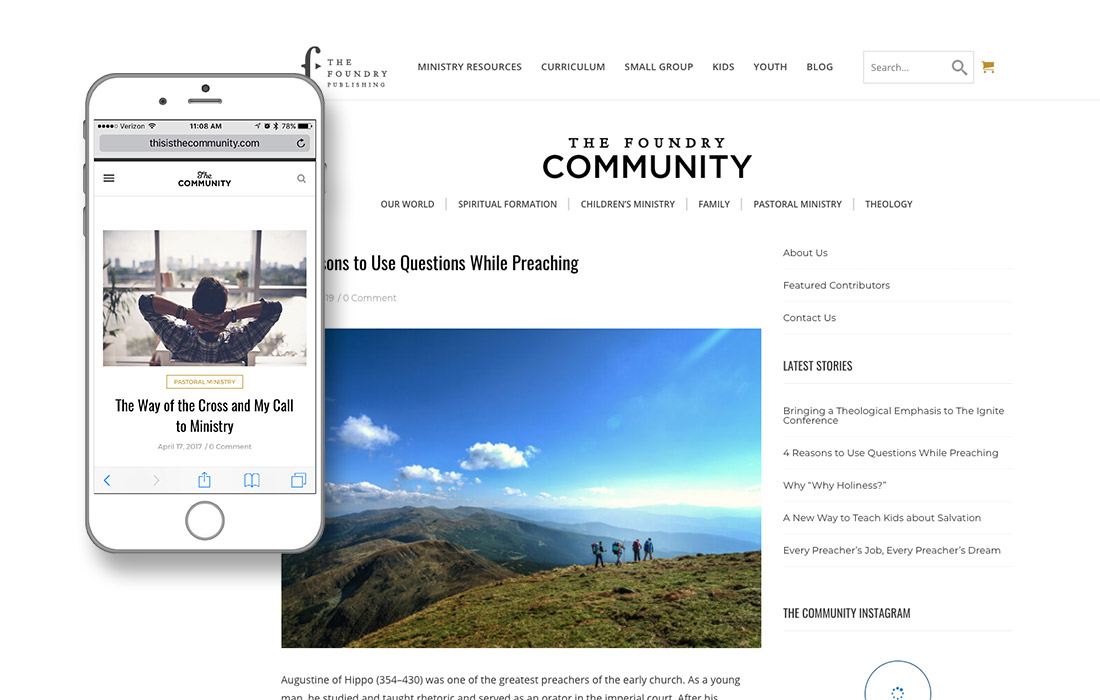 THE
FOUNDRY
PUBLISHING
MINISTRY RESOURCES CURRICULUM SMALL GROUP KIDS YOUTH BLOG
Search...
THE FOUNDRY
COMMUNITY
OUR WORLD SPIRITUAL FORMATION CHILDREN'S MINISTRY FAMILY PASTORAL MINISTRY THEOLOGY
Verizon 11:08 AM 78%
thisisthecommunity.com
The
COMMUNITY
PASTORAL MINISTRY
The Way of the Cross and My Call
to Ministry
April 17, 2017 / 0 Comment
to Use Questions While Preaching
/ 0 Comment
Augustine of Hippo (354–430) was one of the greatest preachers of the early church. As a young
man, he studied and taught rhetoric and served as an orator in the imperial court. After his
About Us
Featured Contributors
Contact Us
LATEST STORIES
Bringing a Theological Emphasis to The Ignite
Conference
4 Reasons to Use Questions While Preaching
Why “Why Holiness?”
A New Way to Teach Kids about Salvation
Every Preacher’s Job, Every Preacher’s Dream
THE COMMUNITY INSTAGRAM